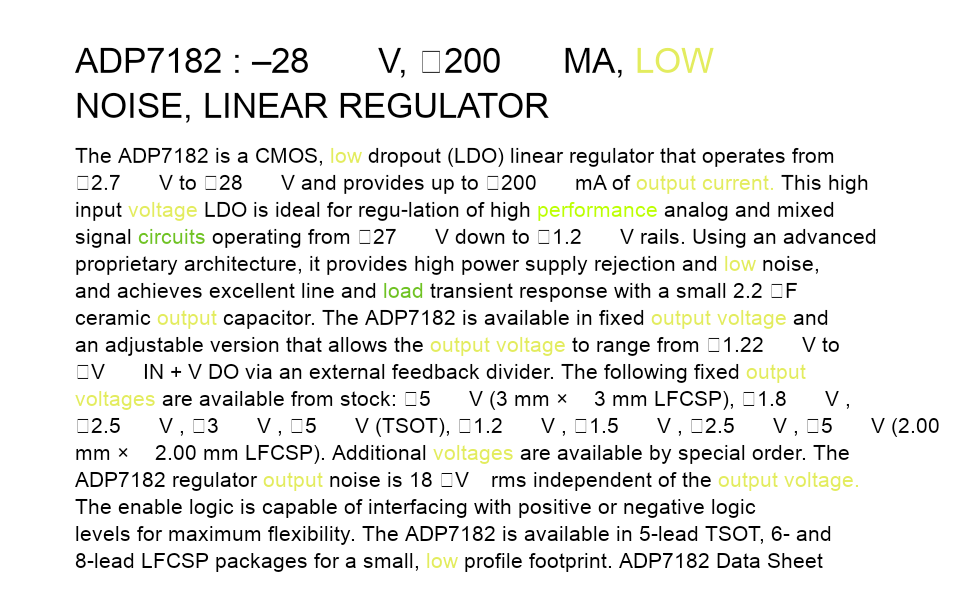 ADP7182 : –28 V, □200 MA, LOW
NOISE, LINEAR REGULATOR
The ADP7182 is a CMOS, low dropout (LDO) linear regulator that operates from
□2.7 V to □28 V and provides up to □200 mA of output current. This high
input voltage LDO is ideal for regu-lation of high performance analog and mixed
signal circuits operating from □27 V down to □1.2 V rails. Using an advanced
proprietary architecture, it provides high power supply rejection and low noise,
and achieves excellent line and load transient response with a small 2.2 □F
ceramic output capacitor. The ADP7182 is available in fixed output voltage and
an adjustable version that allows the output voltage to range from □1.22 V to
□V IN + V DO via an external feedback divider. The following fixed output
voltages are available from stock: □5 V (3 mm × 3 mm LFCSP), □1.8 V ,
□2.5 V , □3 V , □5 V (TSOT), □1.2 V , □1.5 V , □2.5 V , □5 V (2.00
mm × 2.00 mm LFCSP). Additional voltages are available by special order. The
ADP7182 regulator output noise is 18 □V rms independent of the output voltage.
The enable logic is capable of interfacing with positive or negative logic
levels for maximum flexibility. The ADP7182 is available in 5-lead TSOT, 6- and
8-lead LFCSP packages for a small, low profile footprint. ADP7182 Data Sheet